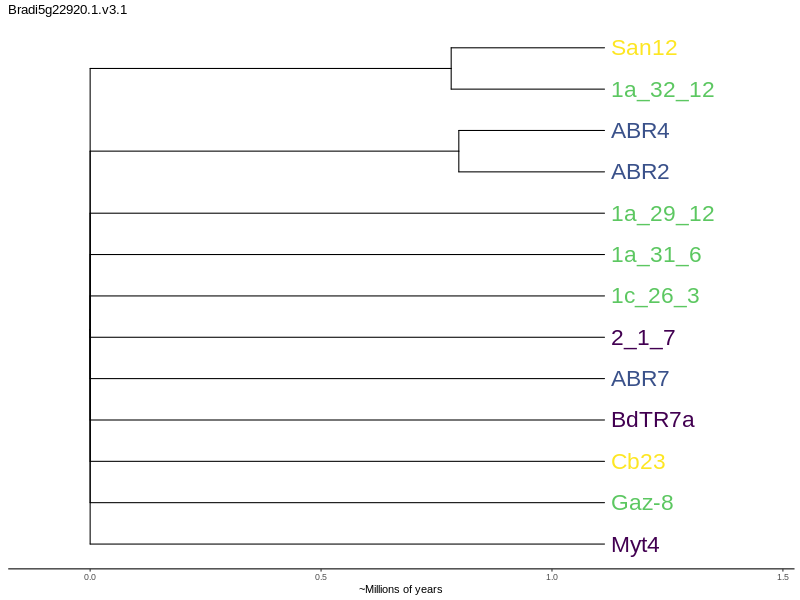 Bradi5g22920.1.v3.1
San12
1a_32_12
ABR4
ABR2
1a_29_12
1a_31_6
1c_26_3
2_1_7
ABR7
BdTR7a
Cb23
Gaz-8
Myt4
0.0 0.5 1.0 1.5
~Millions of years